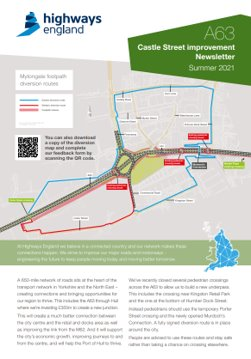 highways
england
A63
Castle Street improvement
Newsletter
Summer 2021
Mytongate footpath
diversion routes
You can also download
a copy of the diversion
map and complete
our feedback form by
scanning the QR code.
At Highways England we believe in a connected country and our network makes these
connections happen. We strive to improve our major roads and motorways -
engineering the future to keep people moving today and moving better tomorrow.
A 663-mile network of roads sits at the heart of the
transport network in Yorkshire and the North East –
creating connections and bringing opportunities for
our region to thrive. This includes the A63 through Hull
where we're investing £355m to create a new junction.
This will create a much better connection between
the city centre and the retail and docks area as well
as improving the link from the M62. And it will support
the city's economic growth, improving journeys to and
from the centre, and will help the Port of Hull to thrive.
We've recently closed several pedestrian crossings
across the A63 to allow us to build a new underpass.
This includes the crossing near Kingston Retail Park
and the one at the bottom of Humber Dock Street.
Instead pedestrians should use the temporary Porter
Street crossing and the newly opened Murdoch's
Connection. A fully signed diversion route is in place
around the city.
People are advised to use these routes and stay safe
rather than taking a chance on crossing elsewhere.